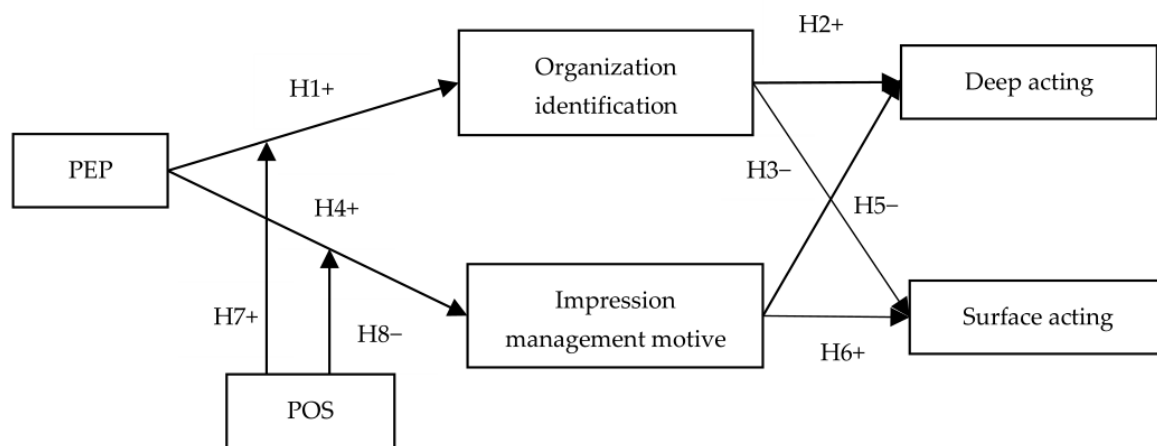 H2+
Organization
identification
Deep acting
H1+
PEP
H3−
H5−
H4+
Impression
management motive
Surface acting
H7+
H8−
H6+
POS